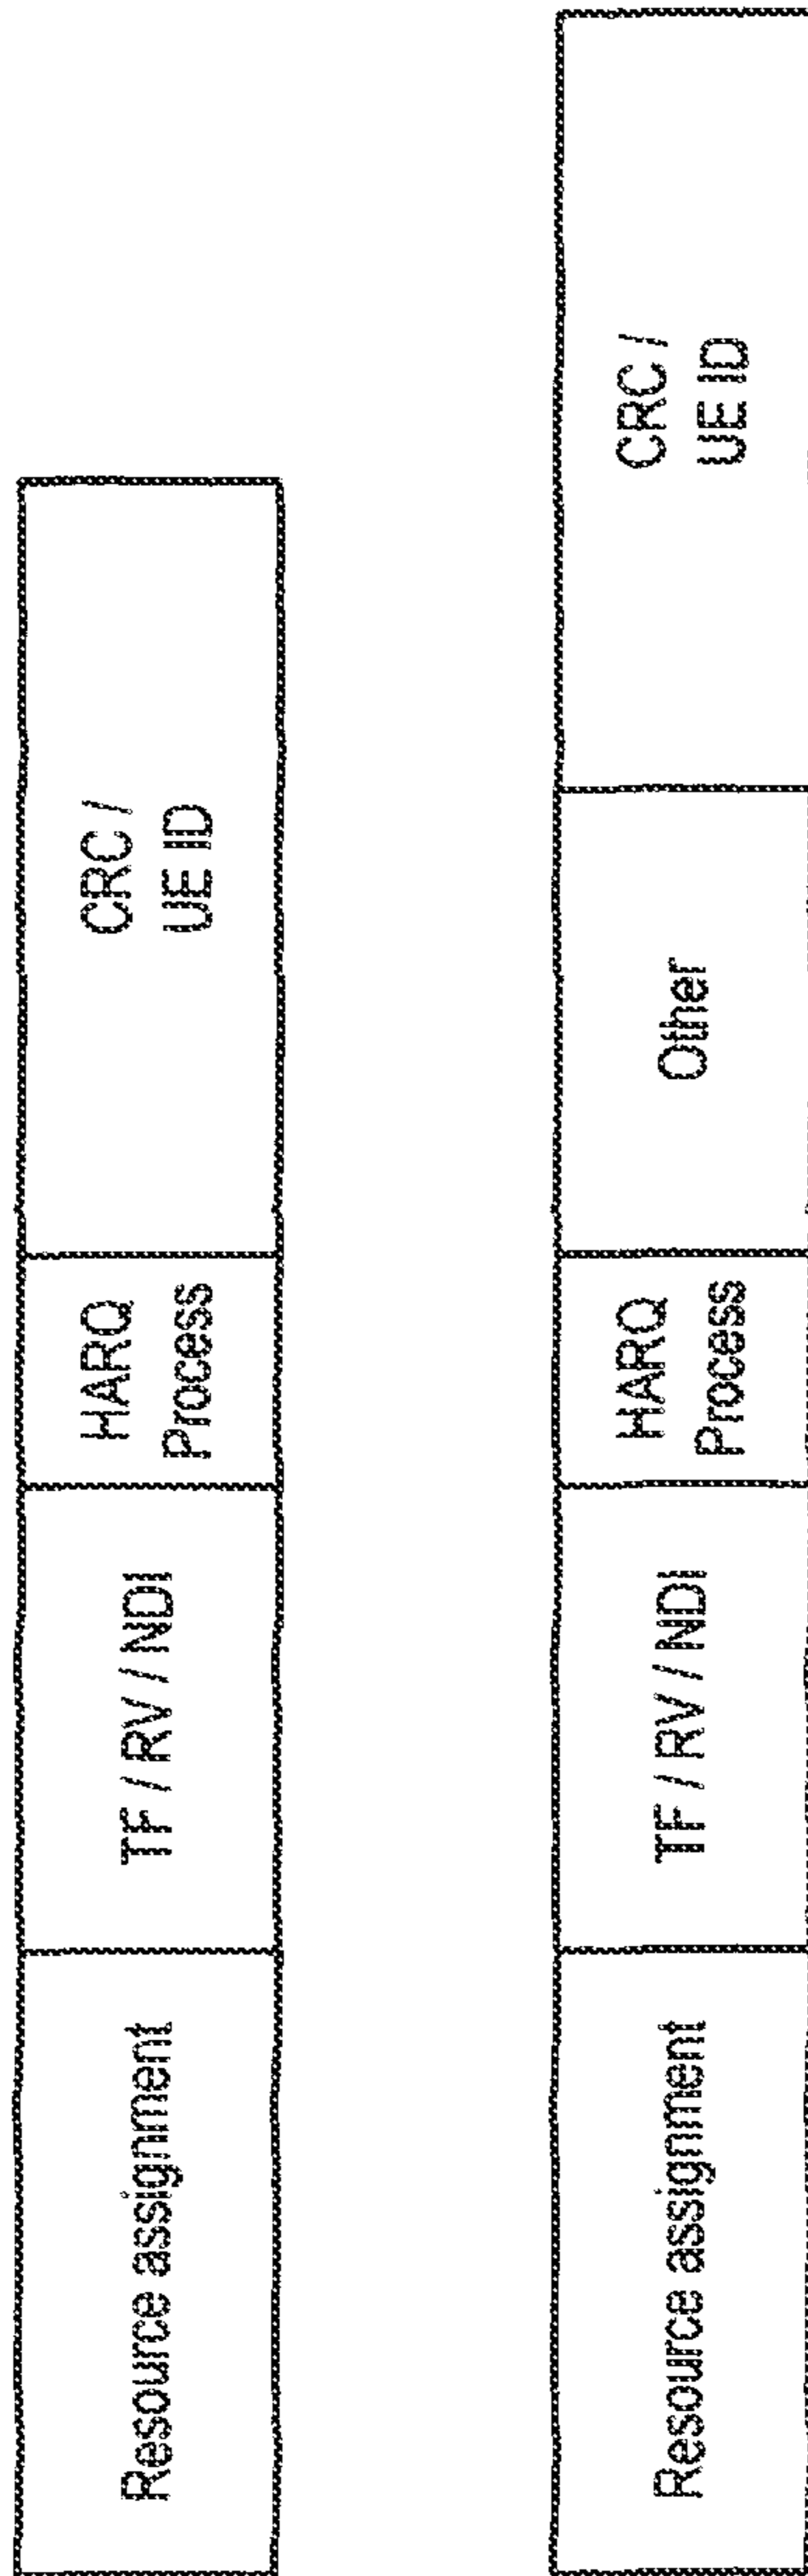 Resource assignment
TF / RV / NDI
HARQ
Process
CRC /
UE ID
Resource assignment
TF / RV / NDI
HARQ
Process
Other
CRC /
UE ID